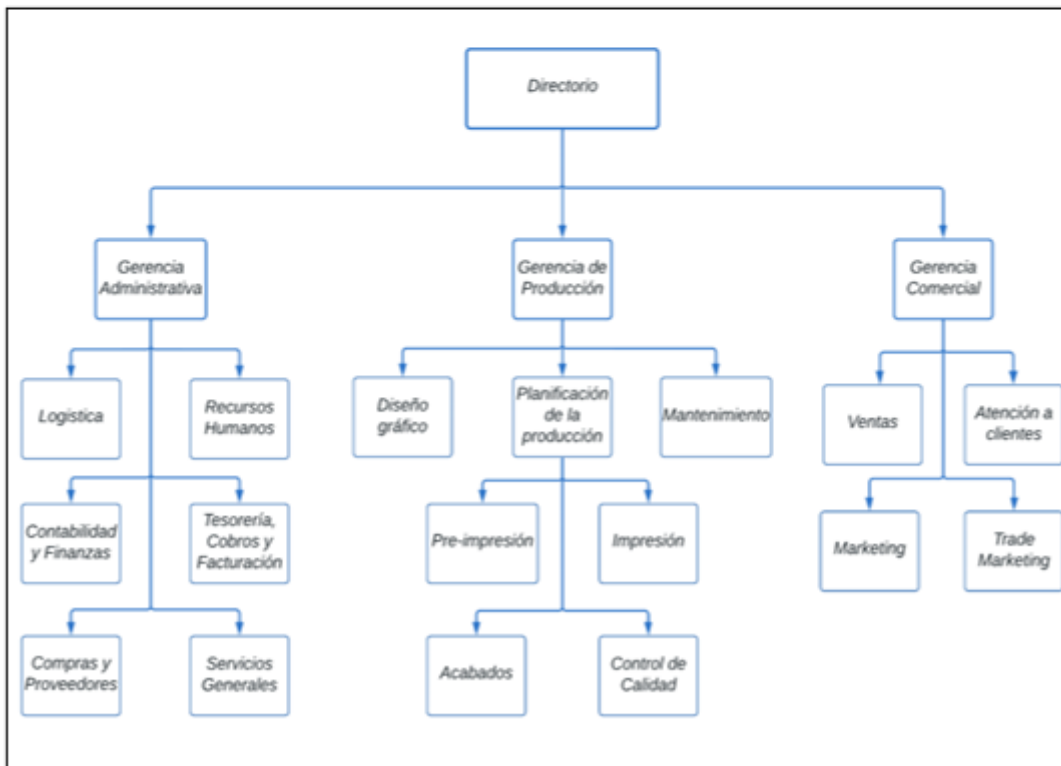 Directorio
Gerencia
Administrativa
Gerencia de
Producción
Gerencia
Comercial
Logistica
Recursos
Humanos
Diseño
gráfico
Planificación
de la
producción
Mantenimiento
Ventas
Atención a
clientes
Contabilidad
y Finanzas
Tesorería,
Cobros y
Facturación
Pre-impresión
Impresión
Marketing
Trade
Marketing
Compras y
Proveedores
Servicios
Generales
Acabados
Control de
Calidad